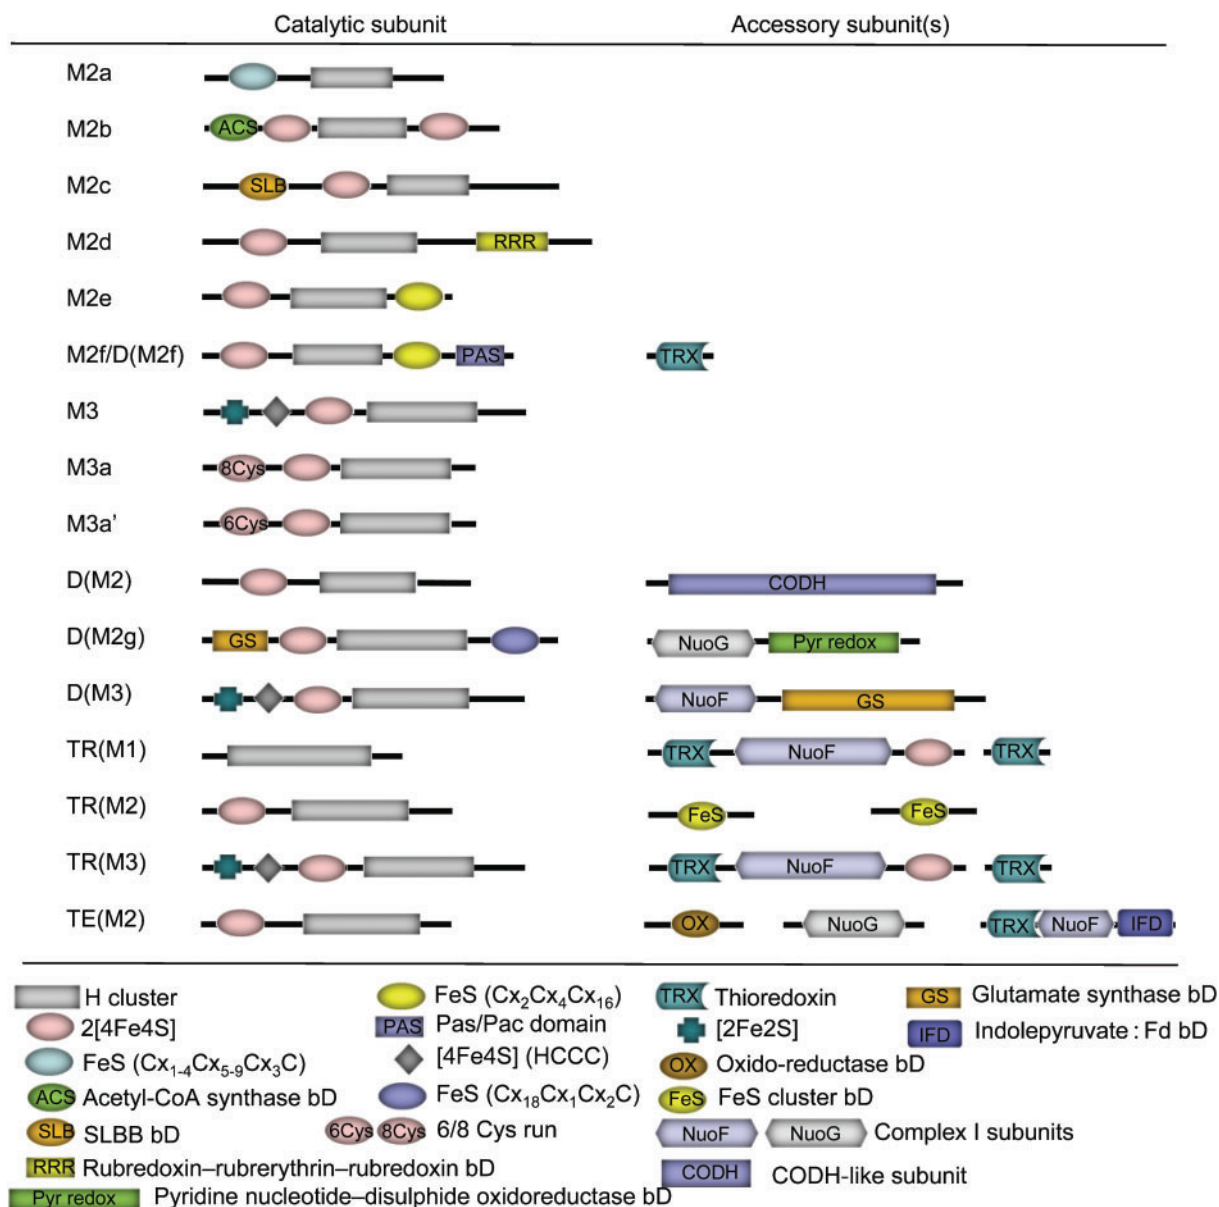 Catalytic subunit Accessory subunit(s)
M2a
M2b ACS
M2c SLB
M2d RRR
M2e
M2f/D(M2f) PAS TRX
M3
M3a 8Cys
M3a’ 6Cys
D(M2) CODH
D(M2g) GS NuoG Pyr redox
D(M3) NuoF GS
TR(M1) TRX NuoF TRX
TR(M2) FeS FeS
TR(M3) TRX NuoF TRX
TE(M2) OX NuoG TRX NuoF IFD
H cluster FeS (Cx₂Cx₄Cx₁₆) TRX Thioredoxin GS Glutamate synthase bD
2[4Fe4S] PAS Pas/Pac domain [2Fe2S] IFD Indolepyruvate : Fd bD
FeS (Cx₁₋₄Cx₅₋₉Cx₃C) [4Fe4S] (HCCC) OX Oxido-reductase bD
ACS Acetyl-CoA synthase bD FeS (Cx₁₈Cx₁Cx₂C) FeS FeS cluster bD
SLB SLBB bD 6Cys 8Cys 6/8 Cys run NuoF NuoG Complex I subunits
RRR Rubredoxin–rubrerythrin–rubredoxin bD CODH CODH-like subunit
Pyr redox Pyridine nucleotide–disulphide oxidoreductase bD